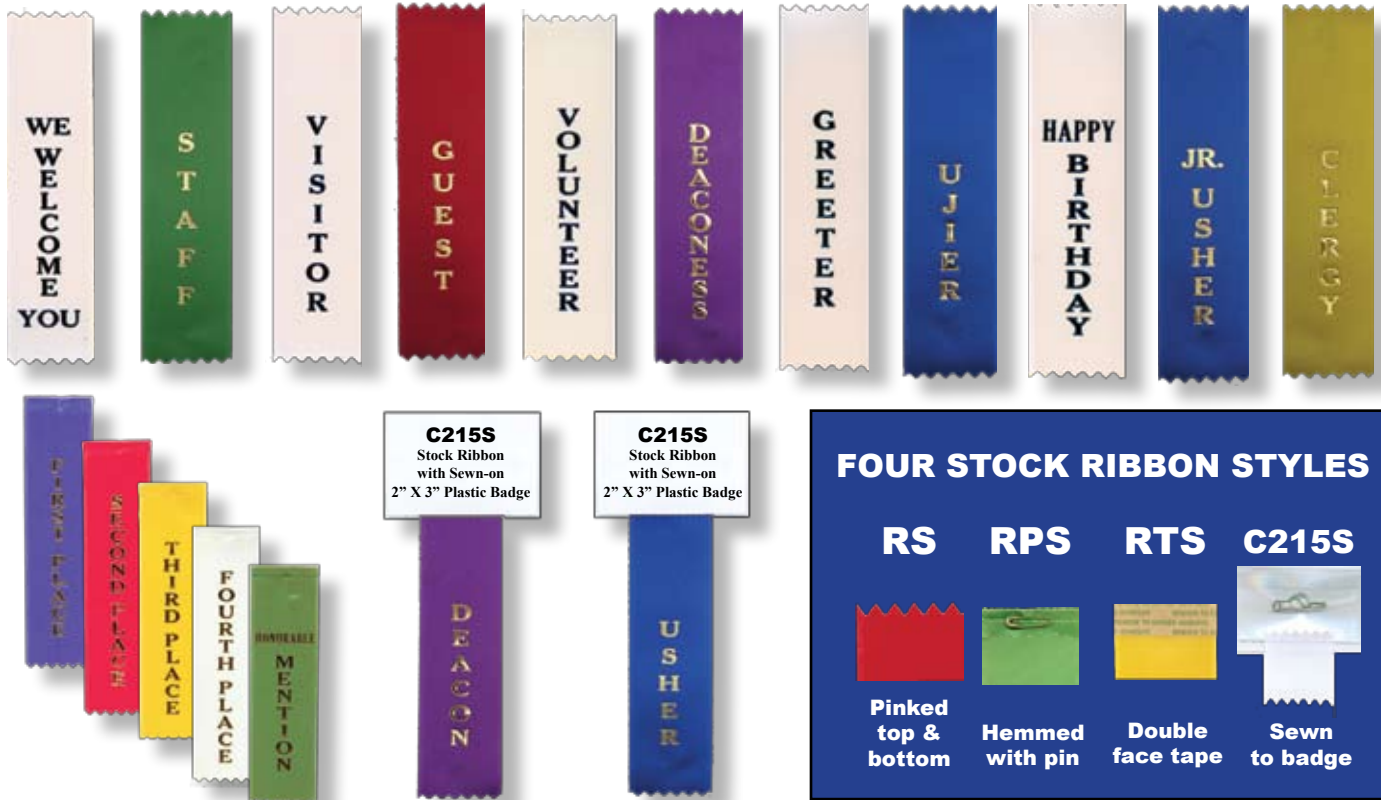 WE
WELCOME
YOU
STAFF
VISITOR
GUEST
VOLUNTEER
DEACONESS
GREETER
UJIER
HAPPY
BIRTHDAY
JR.
USHER
CLERGY
FIRST PLACE
SECOND PLACE
THIRD PLACE
FOURTH PLACE
HONORABLE
MENTION
C215S
Stock Ribbon
with Sewn-on
2” X 3” Plastic Badge
DEACON
C215S
Stock Ribbon
with Sewn-on
2” X 3” Plastic Badge
USHER
FOUR STOCK RIBBON STYLES
RS
Pinked
top &
bottom
RPS
Hemmed
with pin
RTS
Double
face tape
C215S
Sewn
to badge